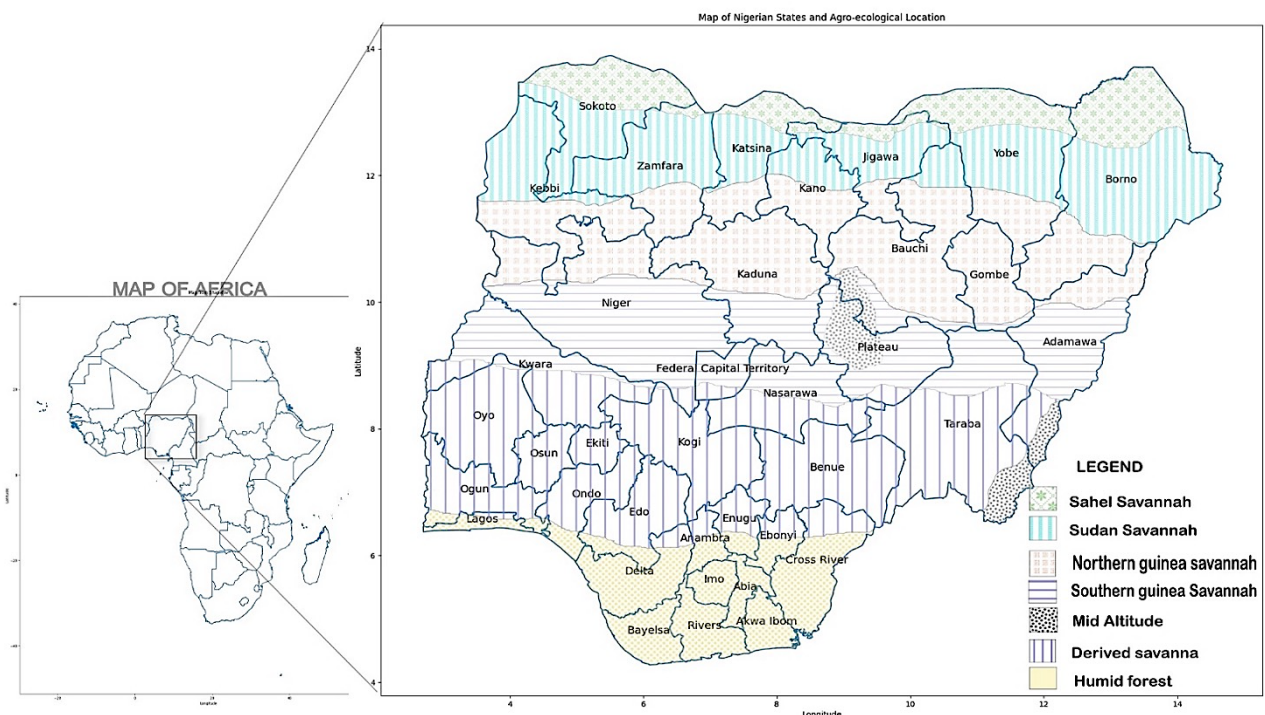 Map of Nigerian States and Agro-ecological Location
14
12
10
8
6
4
Latitude
4
6
8
10
12
14
Longitude
Sokoto
Katsina
Zamfara
Jigawa
Yobe
Kebbi
Kano
Borno
Bauchi
Kaduna
Gombe
Niger
Plateau
Adamawa
Kwara
Federal Capital Territory
Nasarawa
Oyo
Taraba
Ekiti
Kogi
Osun
Benue
Ogun
Ondo
Edo
Lagos
Enugu
Anambra
Ebonyi
Cross River
Delta
Imo
Abia
Bayelsa
Rivers
Akwa Ibom
LEGEND
Sahel Savannah
Sudan Savannah
Northern guinea savannah
Southern guinea Savannah
Mid Altitude
Derived savanna
Humid forest
MAP OF AFRICA
Latitude
Longitude